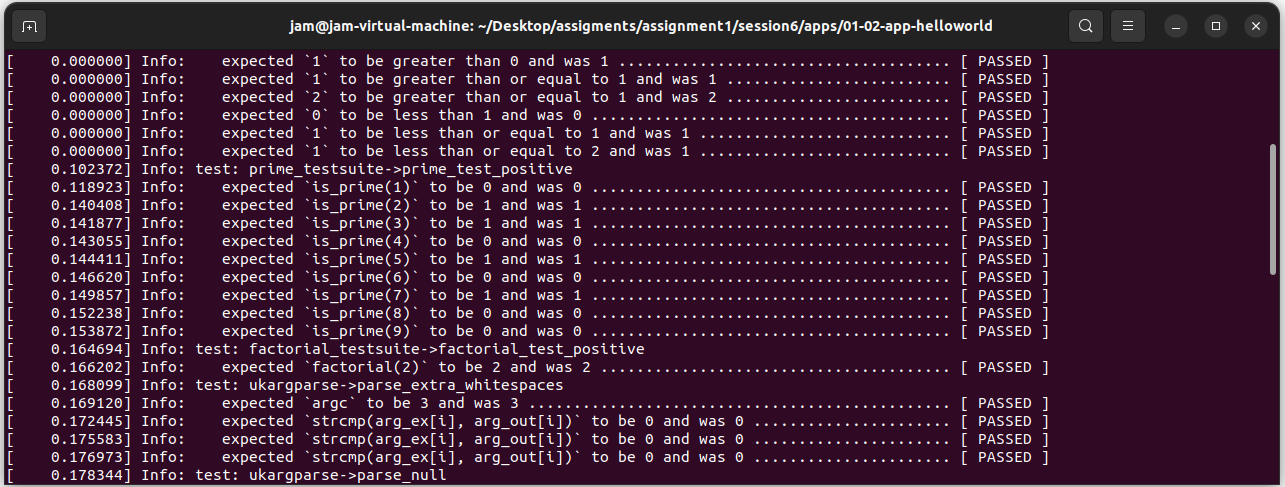 jam@jam-virtual-machine: ~/Desktop/assigments/assignment1/session6/apps/01-02-app-helloworld
[    0.000000] Info:    expected `1` to be greater than 0 and was 1 ..................................... [ PASSED ]
[    0.000000] Info:    expected `1` to be greater than or equal to 1 and was 1 ......................... [ PASSED ]
[    0.000000] Info:    expected `2` to be greater than or equal to 1 and was 2 ......................... [ PASSED ]
[    0.000000] Info:    expected `0` to be less than 1 and was 0 ........................................ [ PASSED ]
[    0.000000] Info:    expected `1` to be less than or equal to 1 and was 1 ............................ [ PASSED ]
[    0.000000] Info:    expected `1` to be less than or equal to 2 and was 1 ............................ [ PASSED ]
[    0.102372] Info: test: prime_testsuite->prime_test_positive
[    0.118923] Info:    expected `is_prime(1)` to be 0 and was 0 ........................................ [ PASSED ]
[    0.140408] Info:    expected `is_prime(2)` to be 1 and was 1 ........................................ [ PASSED ]
[    0.141877] Info:    expected `is_prime(3)` to be 1 and was 1 ........................................ [ PASSED ]
[    0.143055] Info:    expected `is_prime(4)` to be 0 and was 0 ........................................ [ PASSED ]
[    0.144411] Info:    expected `is_prime(5)` to be 1 and was 1 ........................................ [ PASSED ]
[    0.146620] Info:    expected `is_prime(6)` to be 0 and was 0 ........................................ [ PASSED ]
[    0.149857] Info:    expected `is_prime(7)` to be 1 and was 1 ........................................ [ PASSED ]
[    0.152238] Info:    expected `is_prime(8)` to be 0 and was 0 ........................................ [ PASSED ]
[    0.153872] Info:    expected `is_prime(9)` to be 0 and was 0 ........................................ [ PASSED ]
[    0.164694] Info: test: factorial_testsuite->factorial_test_positive
[    0.166202] Info:    expected `factorial(2)` to be 2 and was 2 ....................................... [ PASSED ]
[    0.168099] Info: test: ukargparse->parse_extra_whitespaces
[    0.169120] Info:    expected `argc` to be 3 and was 3 ............................................... [ PASSED ]
[    0.172445] Info:    expected `strcmp(arg_ex[i], arg_out[i])` to be 0 and was 0 ...................... [ PASSED ]
[    0.175583] Info:    expected `strcmp(arg_ex[i], arg_out[i])` to be 0 and was 0 ...................... [ PASSED ]
[    0.176973] Info:    expected `strcmp(arg_ex[i], arg_out[i])` to be 0 and was 0 ...................... [ PASSED ]
[    0.178344] Info: test: ukargparse->parse_null